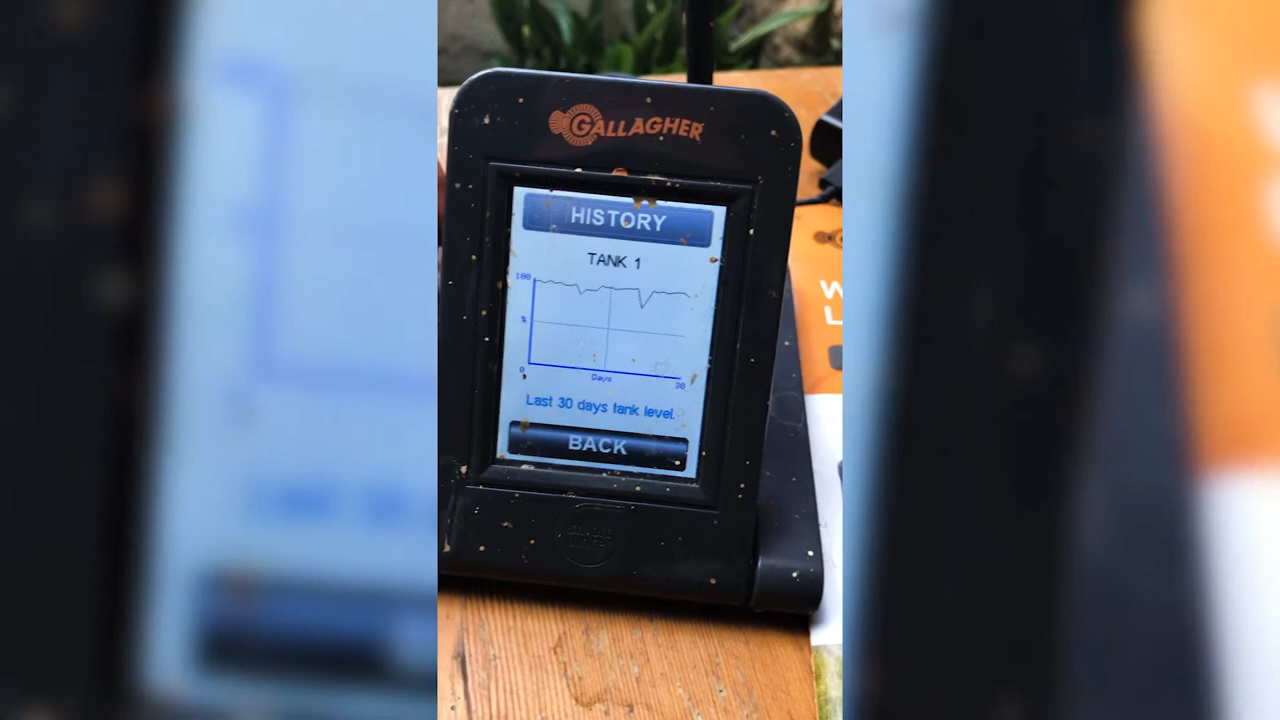 GALLAGHER
HISTORY
TANK 1
100
%
0
Days
30
Last 30 days tank level.
BACK
W
L